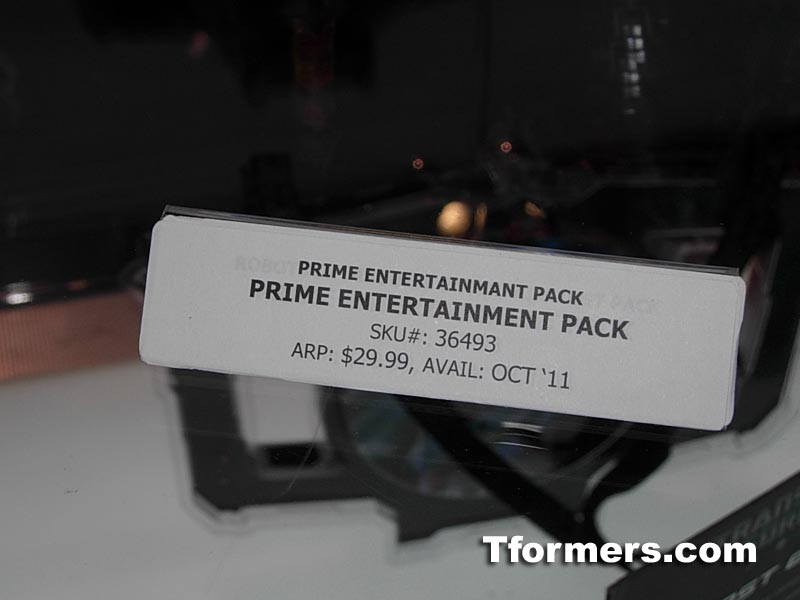 PRIME ENTERTAINMANT PACK
PRIME ENTERTAINMENT PACK
SKU#: 36493
ARP: $29.99, AVAIL: OCT ‘11
Tformers.com